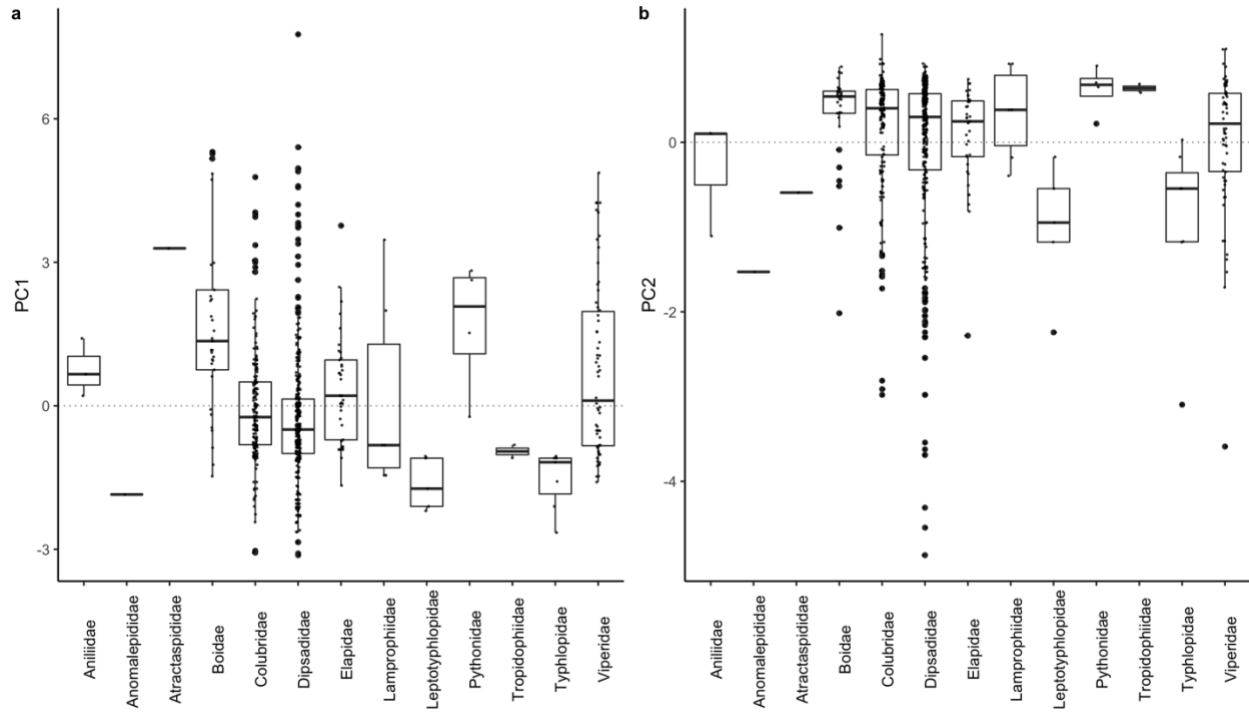 a
6
3
0
-3
PC1
Aniliidae
Anomalepididae
Atractaspididae
Boidae
Colubridae
Dipsadidae
Elapidae
Lamprophiidae
Leptotyphlopidae
Pythonidae
Tropidophiidae
Typhlopidae
Viperidae
b
0
-2
-4
PC2
Aniliidae
Anomalepididae
Atractaspididae
Boidae
Colubridae
Dipsadidae
Elapidae
Lamprophiidae
Leptotyphlopidae
Pythonidae
Tropidophiidae
Typhlopidae
Viperidae